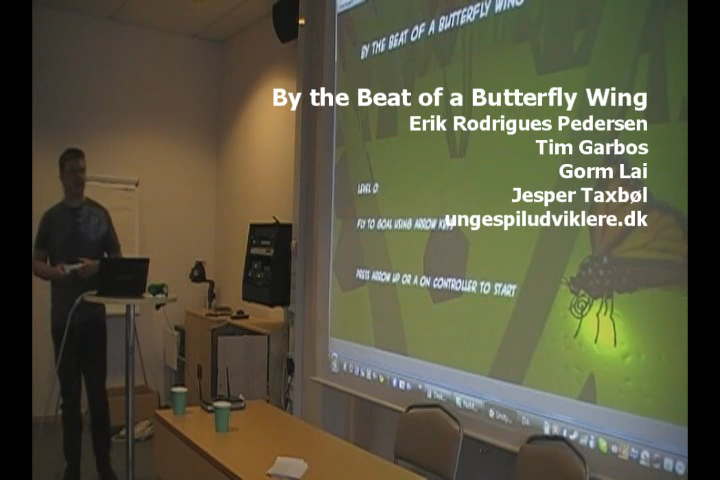 BY THE BEAT OF A BUTTERFLY WING
By the Beat of a Butterfly Wing
Erik Rodrigues Pedersen
Tim Garbos
Gorm Lai
Jesper Taxbøl
ungespiludviklere.dk
LEVEL 0:
FLY TO GOAL USING ARROW KEYS
PRESS ARROW UP OR A ON CONTROLLER TO START